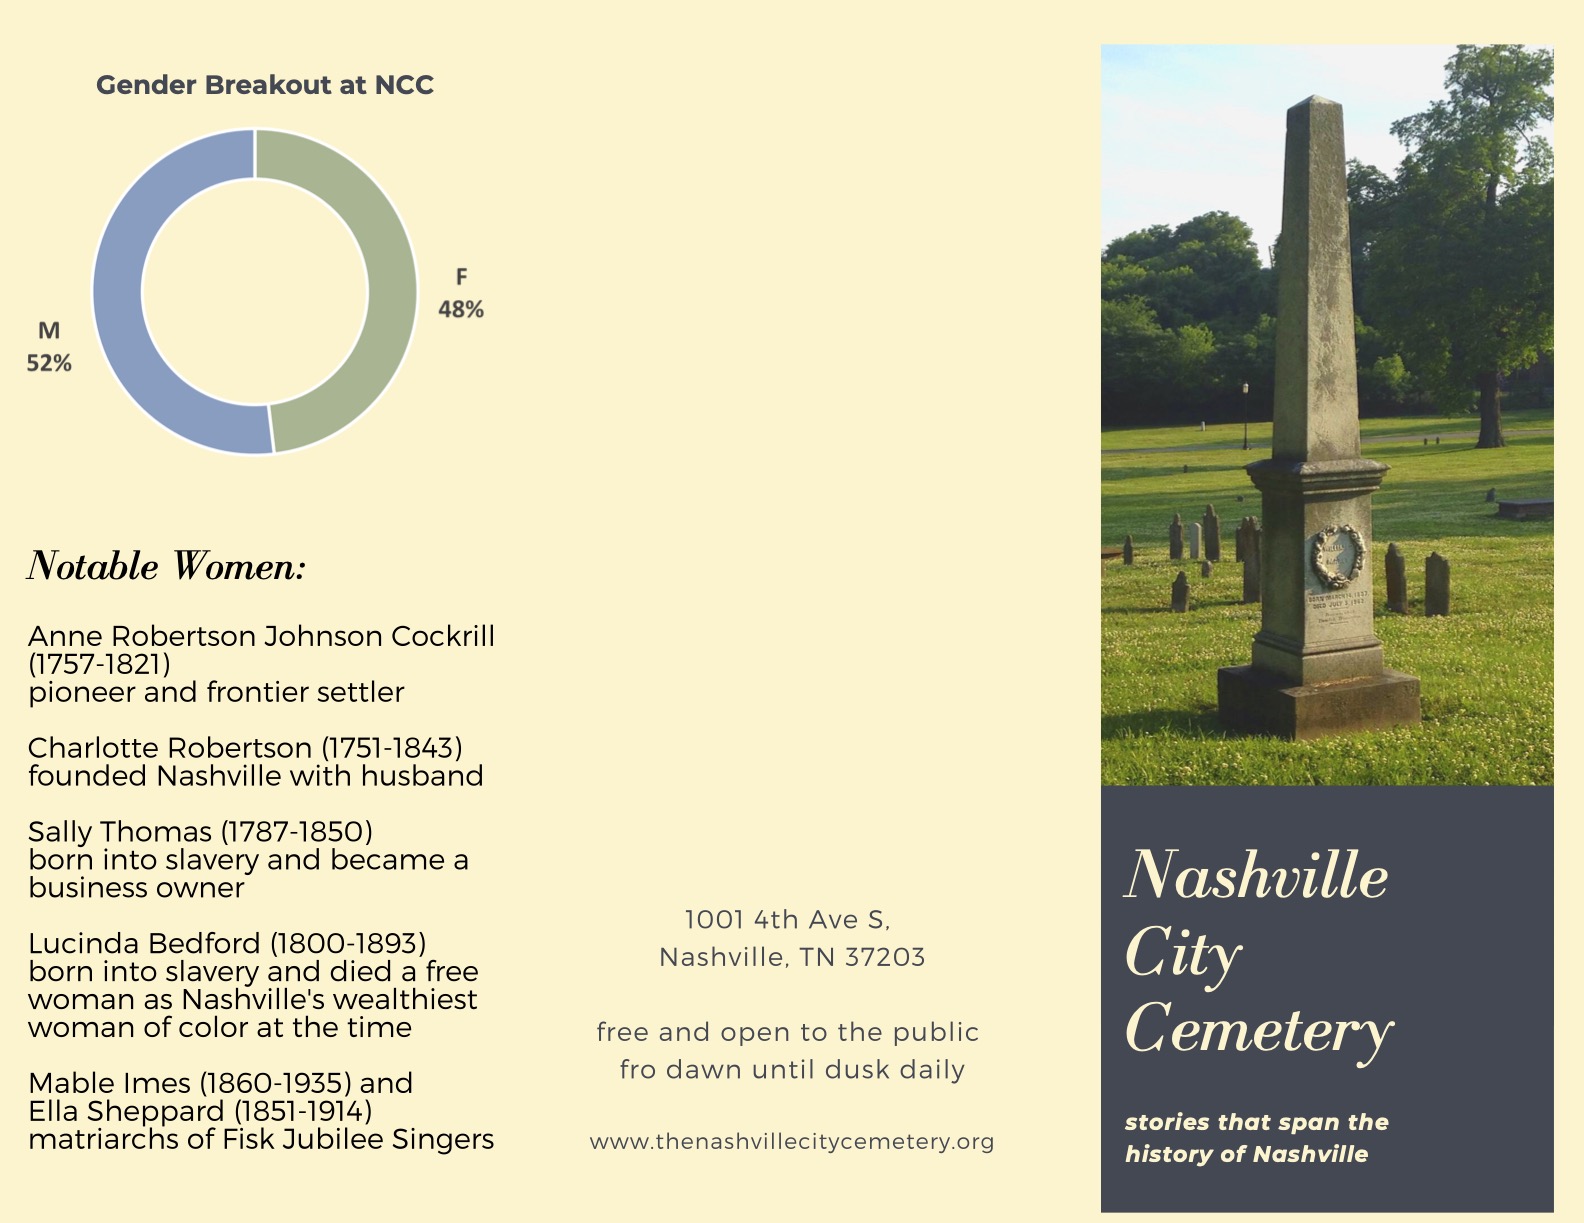 Gender Breakout at NCC
F
48%
M
52%
Notable Women:
Anne Robertson Johnson Cockrill
(1757-1821)
pioneer and frontier settler
Charlotte Robertson (1751-1843)
founded Nashville with husband
Sally Thomas (1787-1850)
born into slavery and became a
business owner
Lucinda Bedford (1800-1893)
born into slavery and died a free
woman as Nashville's wealthiest
woman of color at the time
Mable Imes (1860-1935) and
Ella Sheppard (1851-1914)
matriarchs of Fisk Jubilee Singers
1001 4th Ave S,
Nashville, TN 37203
free and open to the public
fro dawn until dusk daily
www.thenashvillecitycemetery.org
Nashville
City
Cemetery
stories that span the
history of Nashville